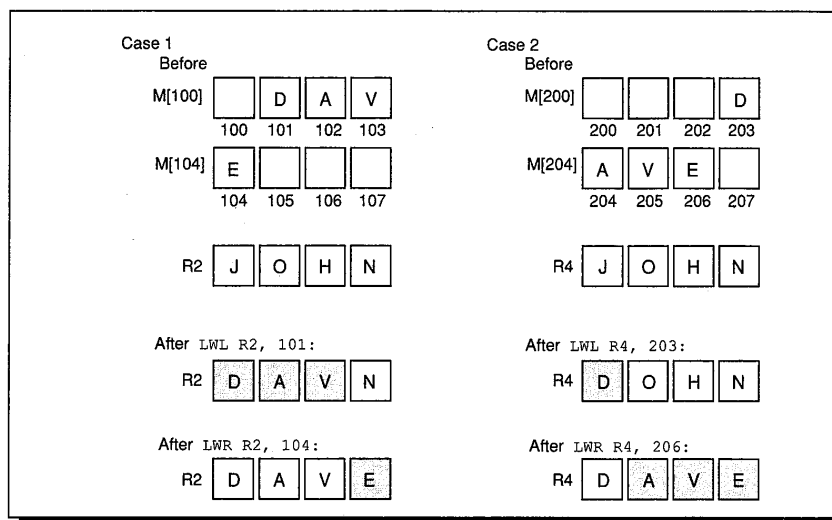 Case 1
Before
M[100] D A V
100 101 102 103
M[104] E
104 105 106 107
R2 J O H N
After LWL R2, 101:
R2 D A V N
After LWR R2, 104:
R2 D A V E
Case 2
Before
M[200] D
200 201 202 203
M[204] A V E
204 205 206 207
R4 J O H N
After LWL R4, 203:
R4 D O H N
After LWR R4, 206:
R4 D A V E